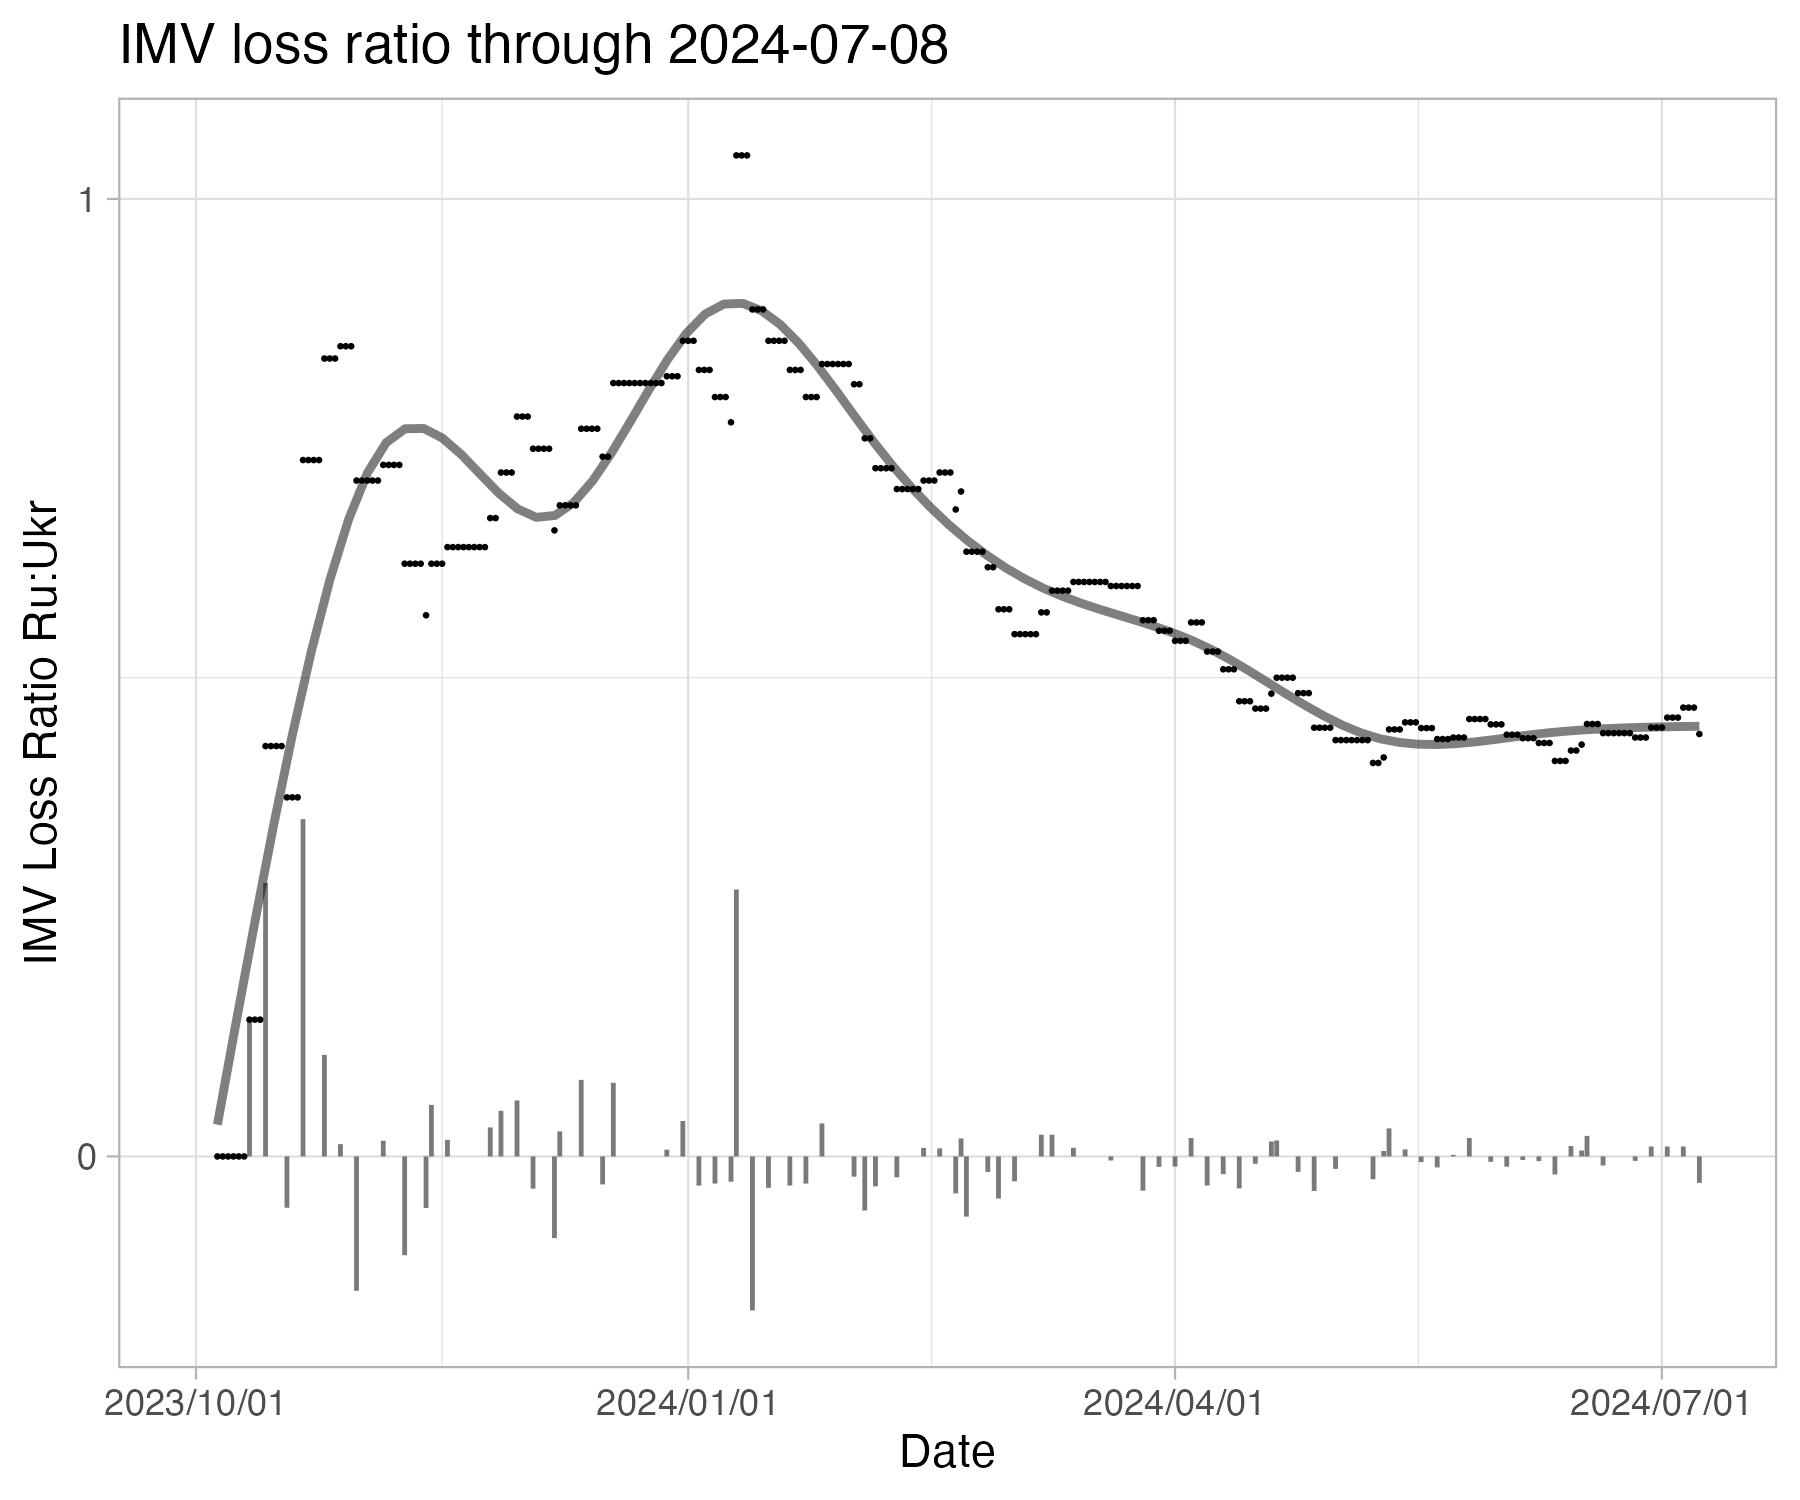 IMV loss ratio through 2024-07-08
IMV Loss Ratio Ru:Ukr
1
0
2023/10/01
2024/01/01
2024/04/01
2024/07/01
Date